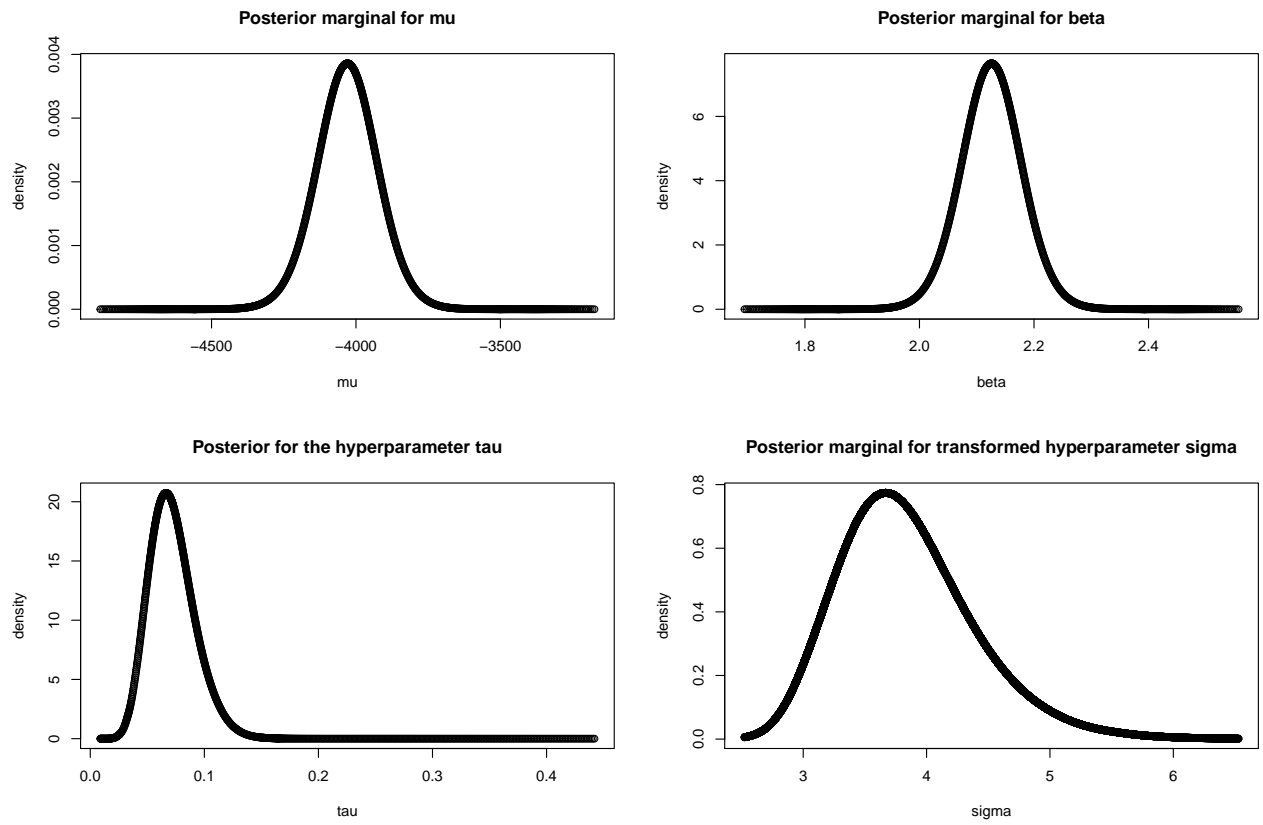 Posterior marginal for mu
density
0.000 0.001 0.002 0.003 0.004
−4500 −4000 −3500
mu
Posterior marginal for beta
density
0 2 4 6
1.8 2.0 2.2 2.4
beta
Posterior for the hyperparameter tau
density
0 5 10 15 20
0.0 0.1 0.2 0.3 0.4
tau
Posterior marginal for transformed hyperparameter sigma
density
0.0 0.2 0.4 0.6 0.8
3 4 5 6
sigma